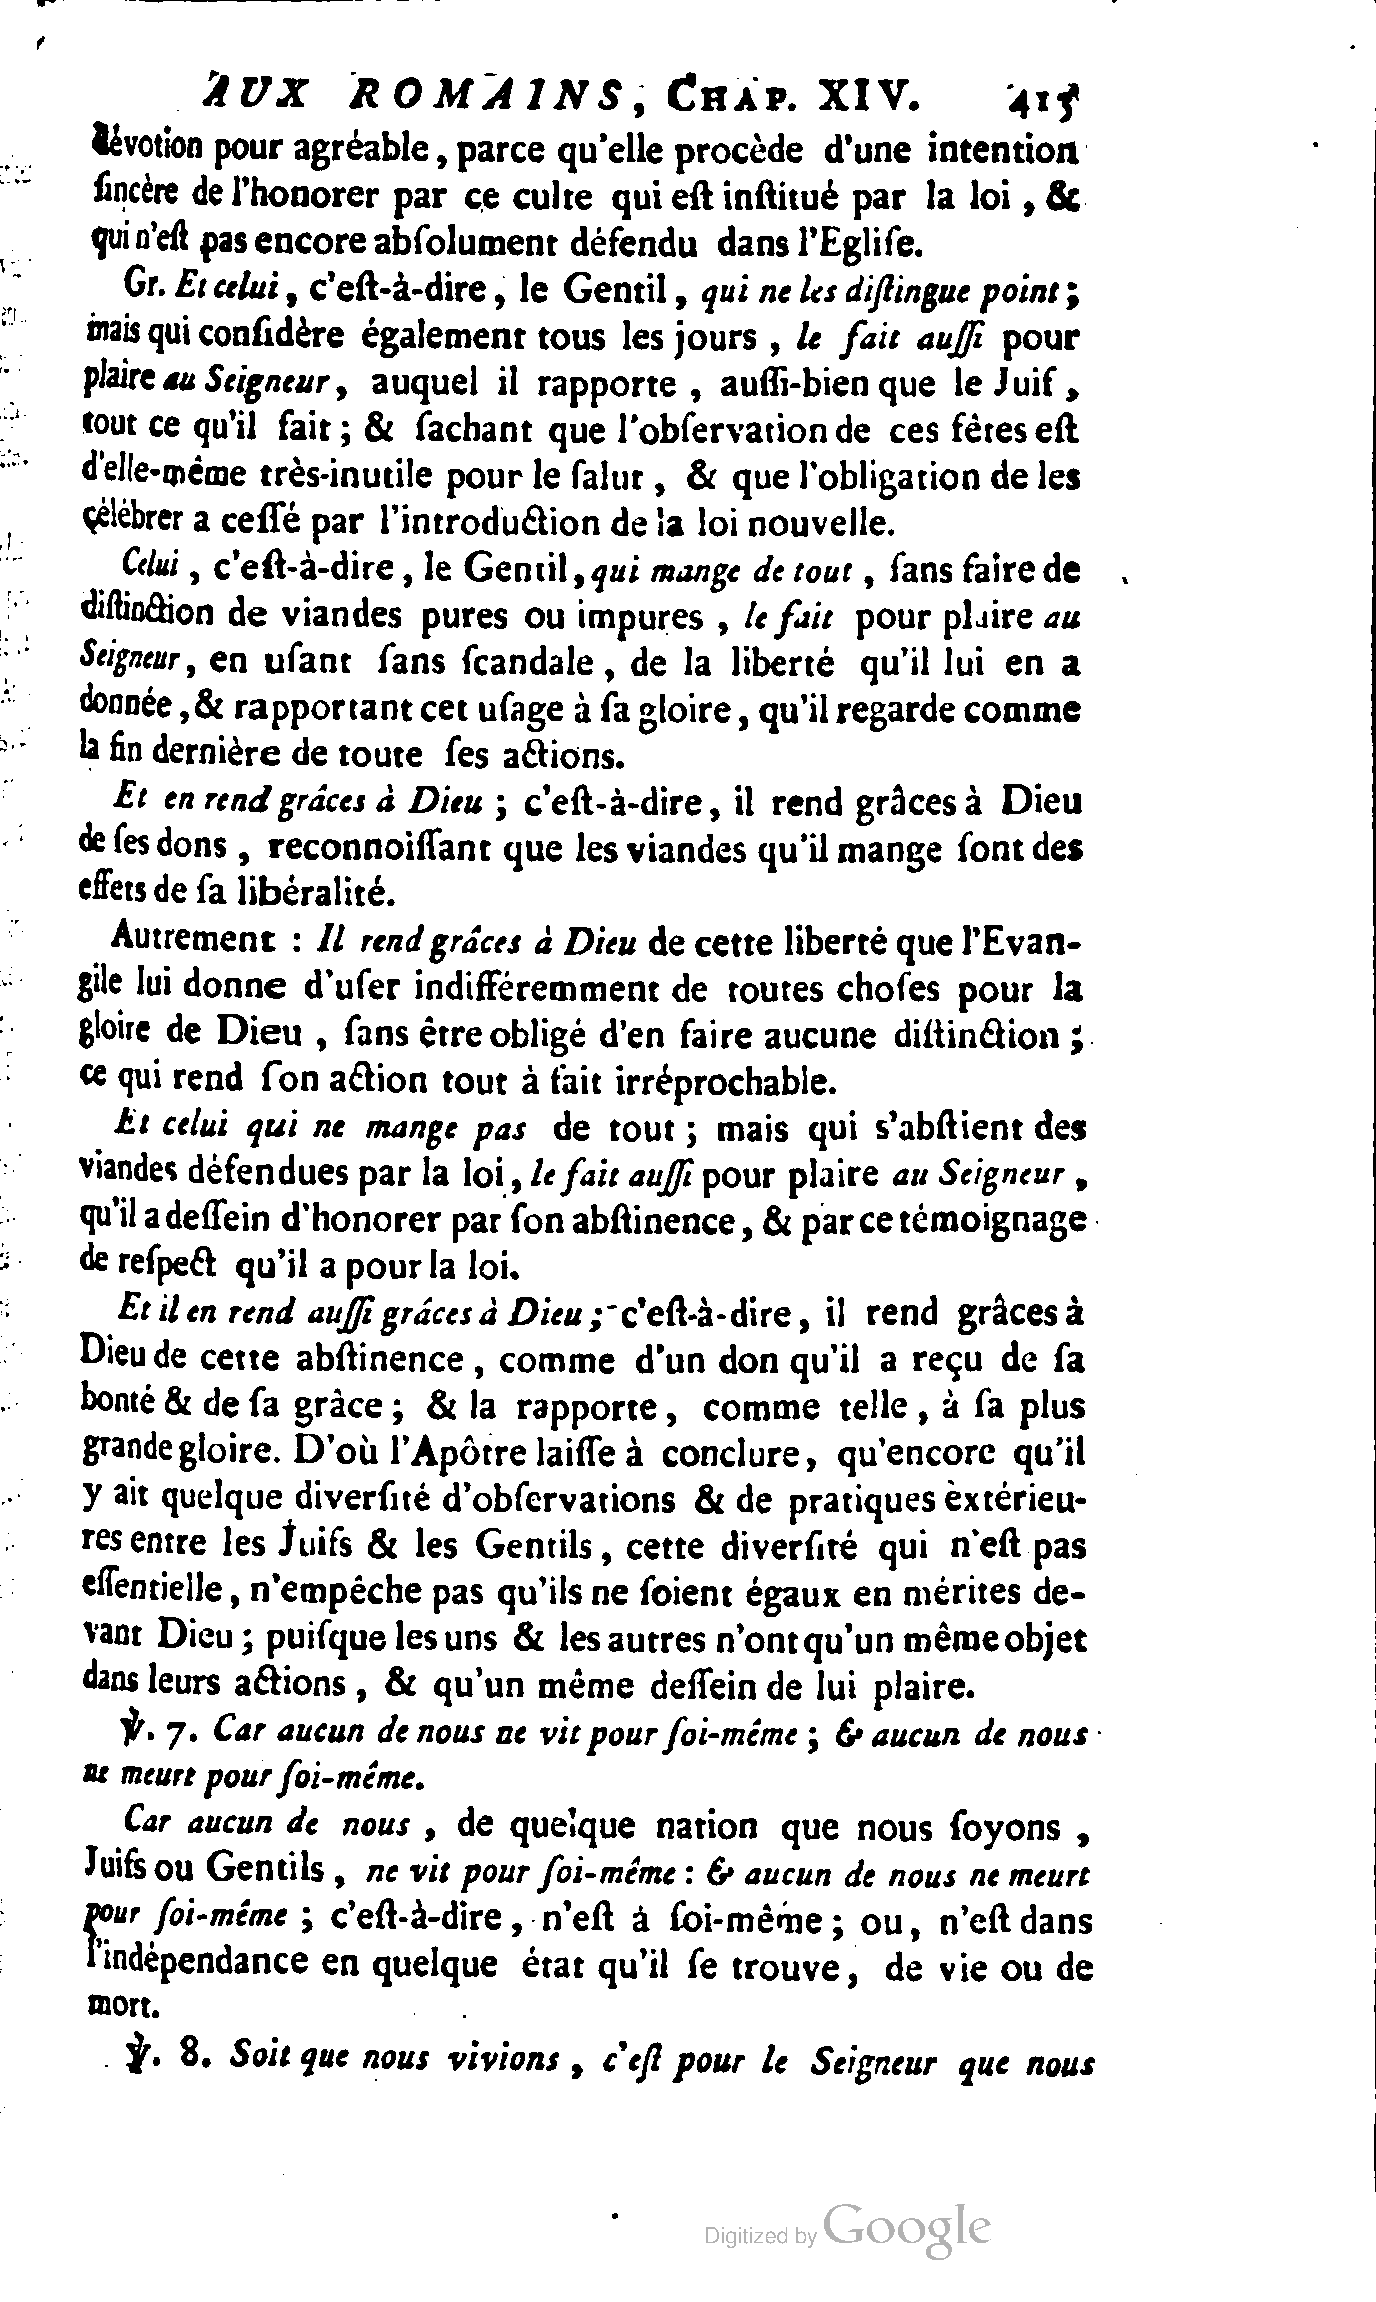 AUX ROMAINS, CHAP. XIV. 415
dévotion pour agréable, parce qu'elle procède d'une intention
ſincère de l'honorer par ce culte qui eſt inſtitué par la loi, &
qui n'eſt pas encore abſolument défendu dans l'Egliſe.
Gr. Et celui, c'eſt-à-dire, le Gentil, qui ne les diſtingue point;
mais qui conſidère également tous les jours, le fait auſſi pour
plaire au Seigneur, auquel il rapporte, auſſi-bien que le Juif,
tout ce qu'il fait; & ſachant que l'obſervation de ces fêtes eſt
d'elle-même très-inutile pour le ſalut, & que l'obligation de les
célébrer a ceſſé par l'introduction de la loi nouvelle.
Celui, c'eſt-à-dire, le Gentil, qui mange de tout, ſans faire de
diſtinction de viandes pures ou impures, le fait pour plaire au
Seigneur, en uſant ſans ſcandale, de la liberté qu'il lui en a
donnée, & rapportant cet uſage à ſa gloire, qu'il regarde comme
la fin dernière de toute ſes actions.
Et en rend grâces à Dieu; c'eſt-à-dire, il rend grâces à Dieu
de ſes dons, reconnoiſſant que les viandes qu'il mange ſont des
effets de ſa libéralité.
Autrement: Il rend grâces à Dieu de cette liberté que l'Evan-
gile lui donne d'uſer indifféremment de toutes choſes pour la
gloire de Dieu, ſans être obligé d'en faire aucune diſtinction;
ce qui rend ſon action tout à fait irréprochable.
Et celui qui ne mange pas de tout; mais qui s'abſtient des
viandes défendues par la loi, le fait auſſi pour plaire au Seigneur,
qu'il a deſſein d'honorer par ſon abſtinence, & par ce témoignage
de reſpect qu'il a pour la loi.
Et il en rend auſſi grâces à Dieu; c'eſt-à-dire, il rend grâces à
Dieu de cette abſtinence, comme d'un don qu'il a reçu de ſa
bonté & de ſa grâce; & la rapporte, comme telle, à ſa plus
grande gloire. D'où l'Apôtre laiſſe à conclure, qu'encore qu'il
y ait quelque diverſité d'obſervations & de pratiques extérieu-
res entre les Juifs & les Gentils, cette diverſité qui n'eſt pas
eſſentielle, n'empêche pas qu'ils ne ſoient égaux en mérites de-
vant Dieu; puiſque les uns & les autres n'ont qu'un même objet
dans leurs actions, & qu'un même deſſein de lui plaire.
℣. 7. Car aucun de nous ne vit pour ſoi-même; & aucun de nous
ne meurt pour ſoi-même.
Car aucun de nous, de quelque nation que nous ſoyons,
Juifs ou Gentils, ne vit pour ſoi-même: & aucun de nous ne meurt
pour ſoi-même; c'eſt-à-dire, n'eſt à ſoi-même; ou, n'eſt dans
l'indépendance en quelque état qu'il ſe trouve, de vie ou de
mort.
℣. 8. Soit que nous vivions, c'eſt pour le Seigneur que nous
Digitized by Google